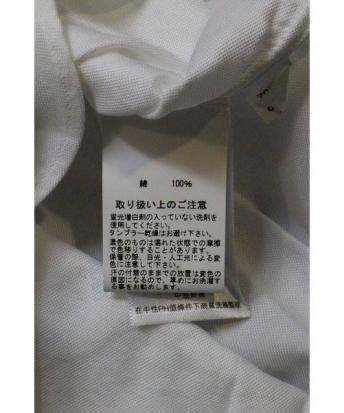 綿 100%
取り扱い上のご注意
蛍光増白剤の入っていない洗剤を
使用してください。
タンブラー乾燥はお避け下さい。
濃色のものは濡れた状態での摩擦
で色移りすることがあります。
保管の際、日光・人工光による変
色に注意して下さい。
汗の付着のままでの放置は変色の
原因になるので、早めにお洗濯す
る事をお勧めします。
在中性PH值條件下商業洗滌整理